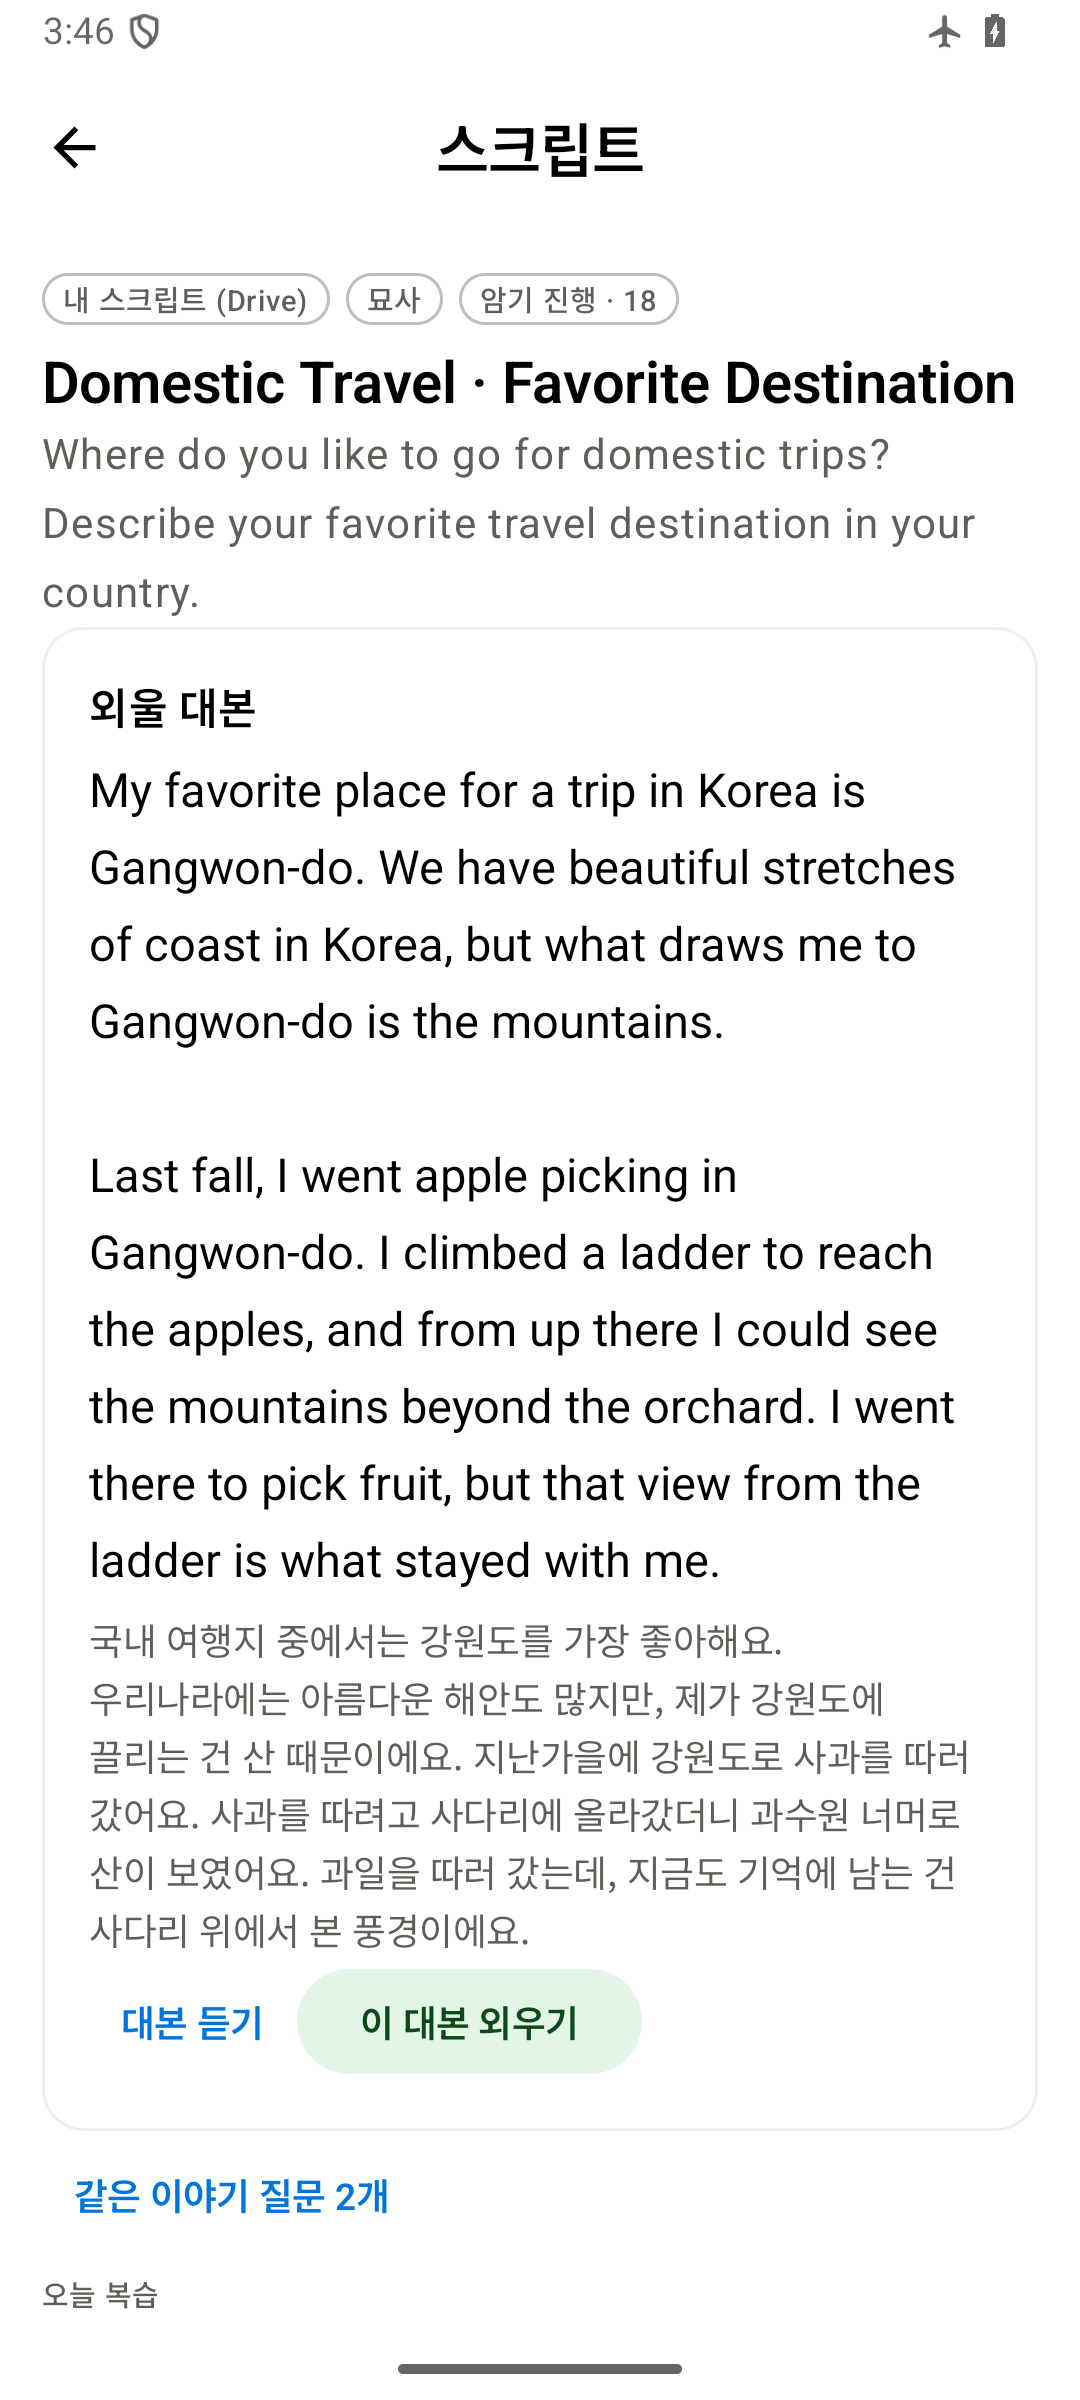 3:46
스크립트
내 스크립트 (Drive) 묘사 암기 진행 · 18
Domestic Travel · Favorite Destination
Where do you like to go for domestic trips?
Describe your favorite travel destination in your
country.
외울 대본
My favorite place for a trip in Korea is
Gangwon-do. We have beautiful stretches
of coast in Korea, but what draws me to
Gangwon-do is the mountains.
Last fall, I went apple picking in
Gangwon-do. I climbed a ladder to reach
the apples, and from up there I could see
the mountains beyond the orchard. I went
there to pick fruit, but that view from the
ladder is what stayed with me.
국내 여행지 중에서는 강원도를 가장 좋아해요.
우리나라에는 아름다운 해안도 많지만, 제가 강원도에
끌리는 건 산 때문이에요. 지난가을에 강원도로 사과를 따러
갔어요. 사과를 따려고 사다리에 올라갔더니 과수원 너머로
산이 보였어요. 과일을 따러 갔는데, 지금도 기억에 남는 건
사다리 위에서 본 풍경이에요.
대본 듣기 이 대본 외우기
같은 이야기 질문 2개
오늘 복습